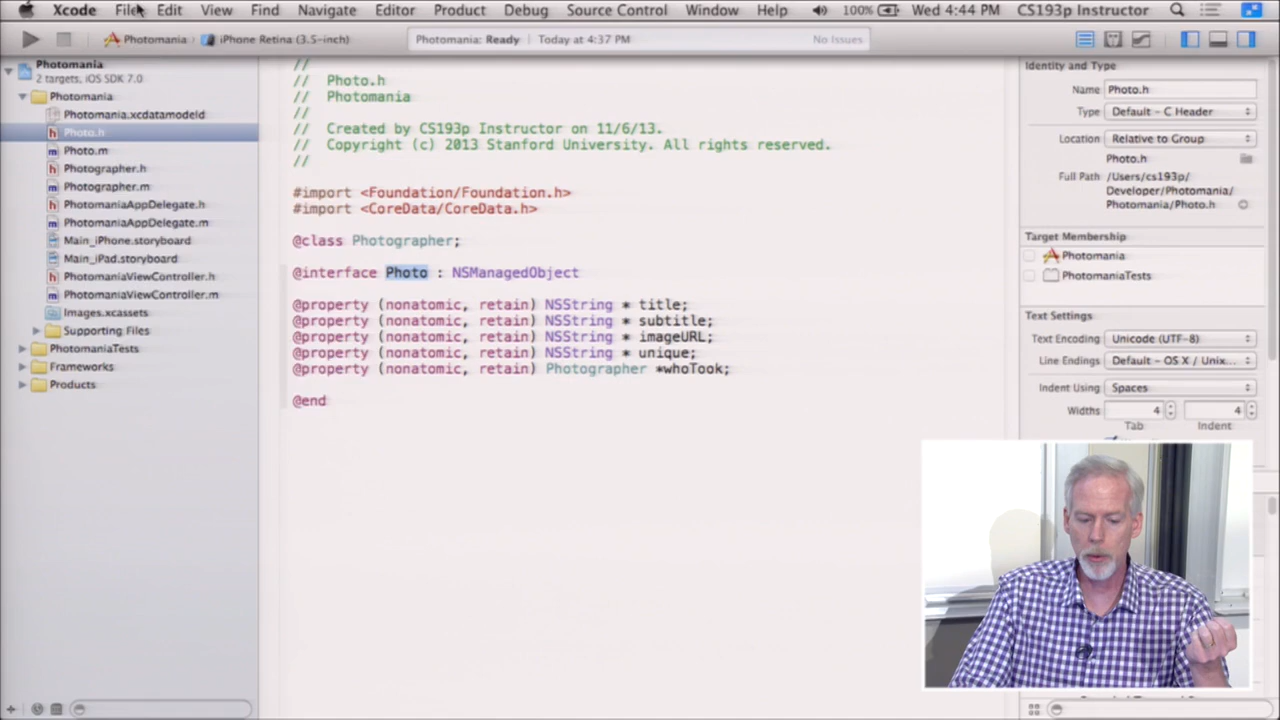 Xcode File Edit View Find Navigate Editor Product Debug Source Control Window Help 100% Wed 4:44 PM CS193p Instructor
Photomania iPhone Retina (3.5-inch) Photomania: Ready Today at 4:37 PM No Issues
Photomania
2 targets, iOS SDK 7.0
Photomania
Photomania.xcdatamodeld
Photo.h
Photo.m
Photographer.h
Photographer.m
PhotomaniaAppDelegate.h
PhotomaniaAppDelegate.m
Main_iPhone.storyboard
Main_iPad.storyboard
PhotomaniaViewController.h
PhotomaniaViewController.m
Images.xcassets
Supporting Files
PhotomaniaTests
Frameworks
Products
//
// Photo.h
// Photomania
//
// Created by CS193p Instructor on 11/6/13.
// Copyright (c) 2013 Stanford University. All rights reserved.
//
#import <Foundation/Foundation.h>
#import <CoreData/CoreData.h>
@class Photographer;
@interface Photo : NSManagedObject
@property (nonatomic, retain) NSString * title;
@property (nonatomic, retain) NSString * subtitle;
@property (nonatomic, retain) NSString * imageURL;
@property (nonatomic, retain) NSString * unique;
@property (nonatomic, retain) Photographer *whoTook;
@end
Identity and Type
Name Photo.h
Type Default - C Header
Location Relative to Group
Photo.h
Full Path /Users/cs193p/
Developer/Photomania/
Photomania/Photo.h
Target Membership
Photomania
PhotomaniaTests
Text Settings
Text Encoding Unicode (UTF-8)
Line Endings Default - OS X / Unix...
Indent Using Spaces
Widths 4 4
Tab Indent